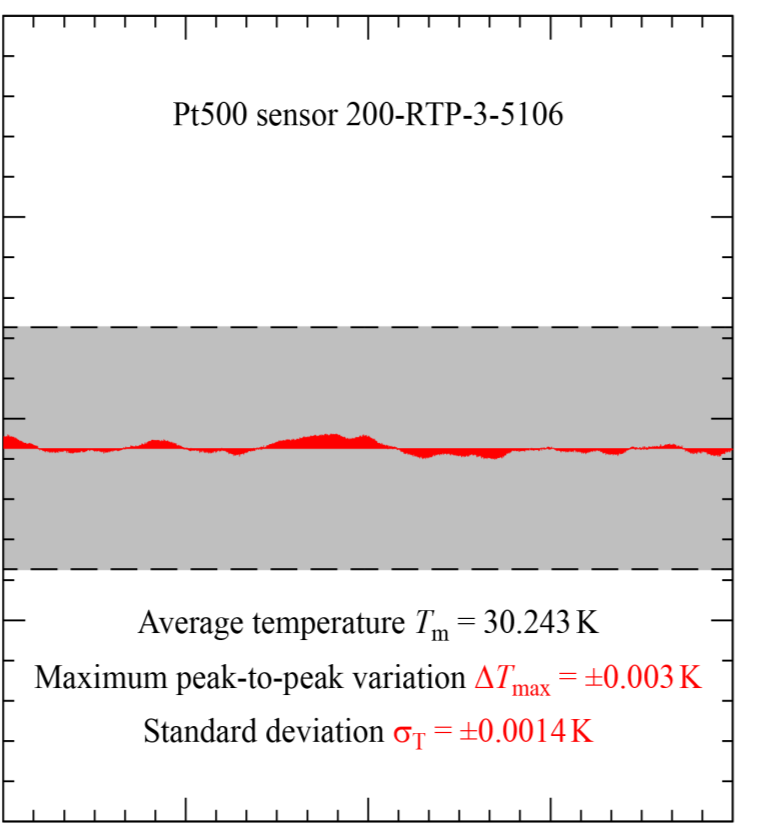 Pt500 sensor 200-RTP-3-5106
Average temperature Tm = 30.243 K
Maximum peak-to-peak variation ΔTmax = ±0.003 K
Standard deviation σT = ±0.0014 K